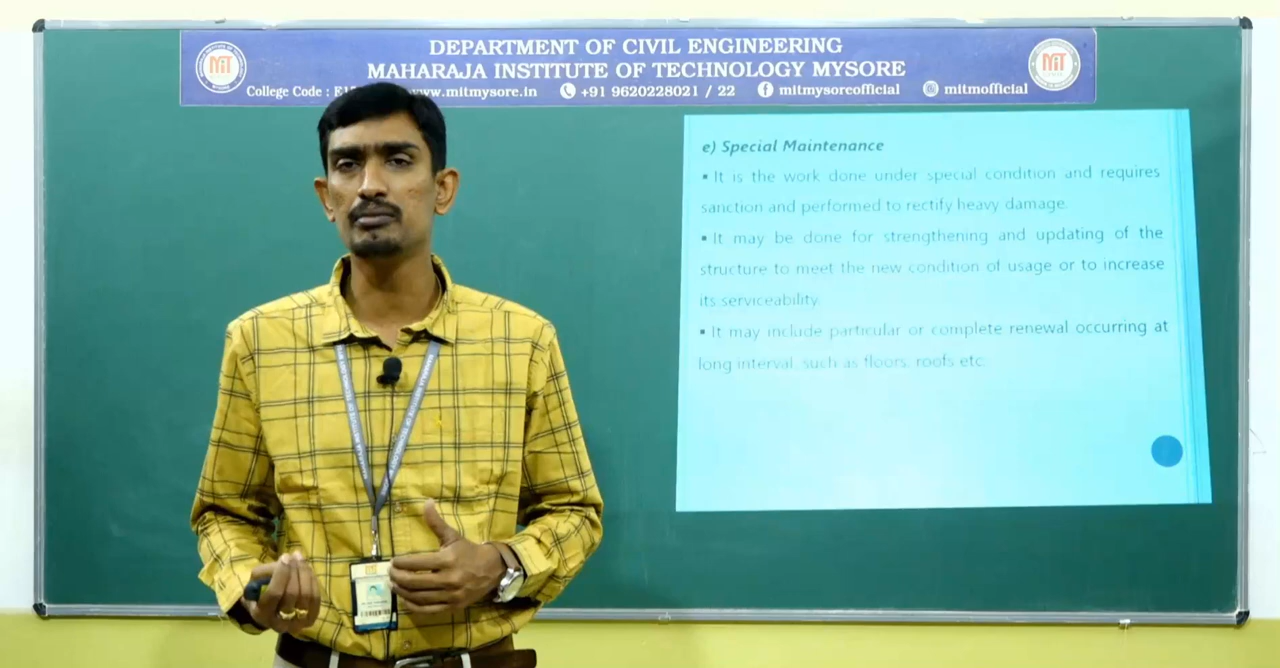 DEPARTMENT OF CIVIL ENGINEERING
MAHARAJA INSTITUTE OF TECHNOLOGY MYSORE
College Code : www.mitmysore.in +91 9620228021 / 22 mitmysoreofficial mitmofficial
MIT
MIT
e) Special Maintenance
▪ It is the work done under special condition and requires
sanction and performed to rectify heavy damage.
▪ It may be done for strengthening and updating of the
structure to meet the new condition of usage or to increase
its serviceability.
▪ It may include particular or complete renewal occurring at
long interval, such as floors, roofs etc.